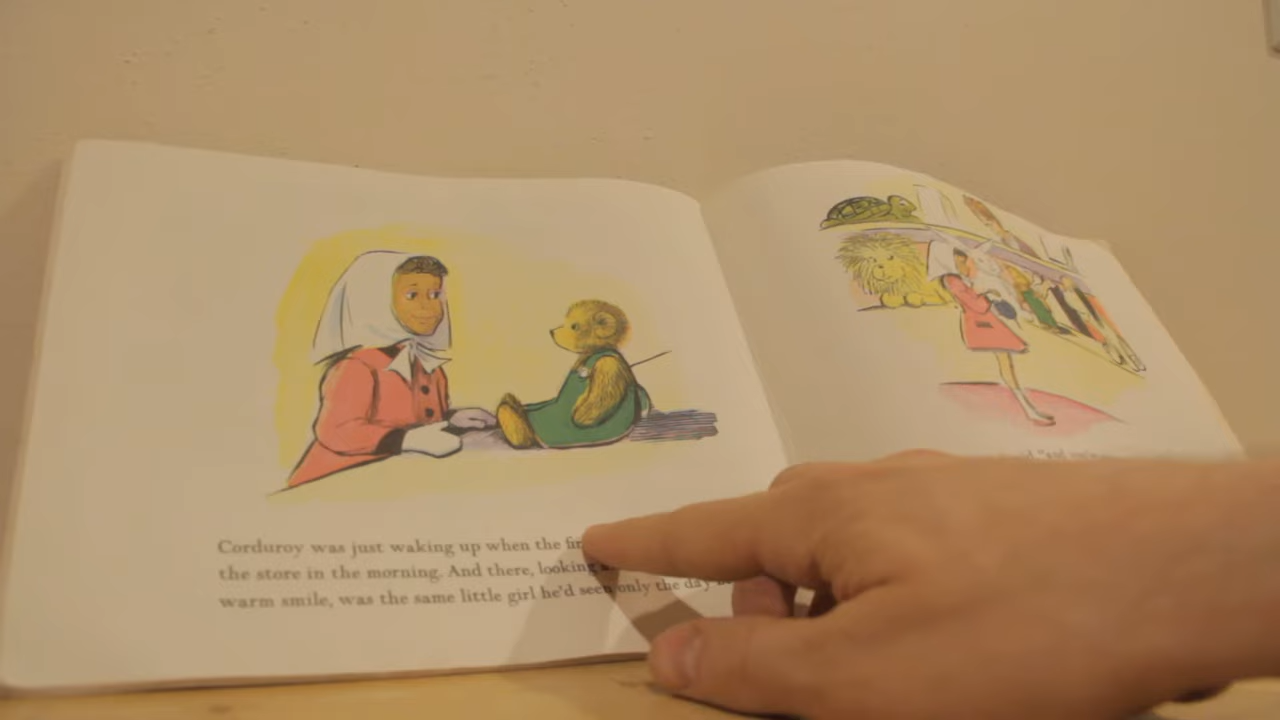 Corduroy was just waking up when the
the store in the morning. And there, looking
warm smile, was the same little girl he'd seen only the day